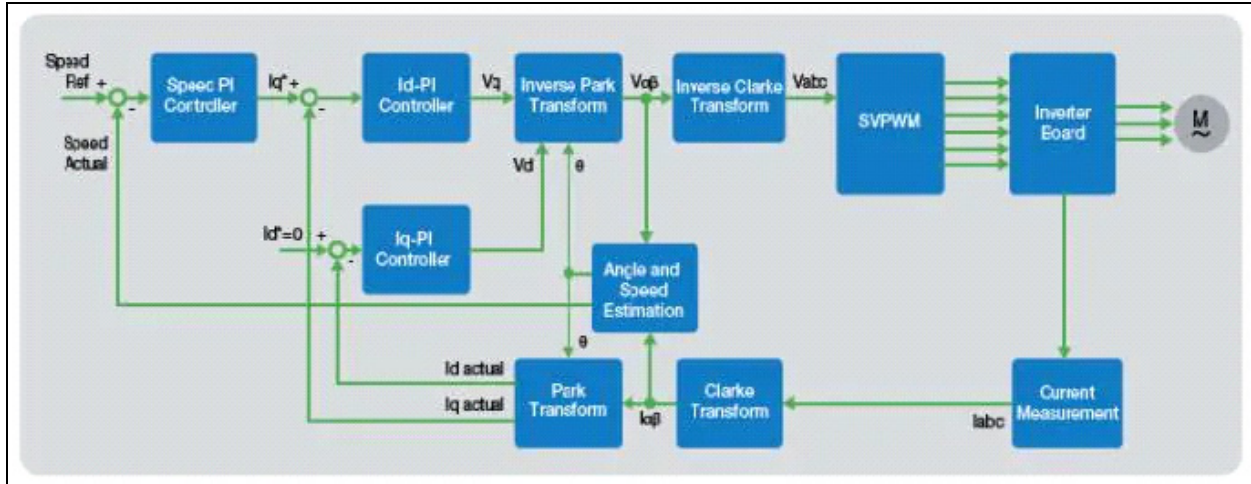 Speed
Ref +
-
Speed
Actual
Speed PI
Controller
Iq* +
-
Id-PI
Controller
Vq
Inverse Park
Transform
Vαβ
Inverse Clarke
Transform
Vabc
SVPWM
Inverter
Board
M
~
Vd
θ
Id*=0 +
-
Iq-PI
Controller
Angle and
Speed
Estimation
θ
Id actual
Iq actual
Park
Transform
Iαβ
Clarke
Transform
Iabc
Current
Measurement